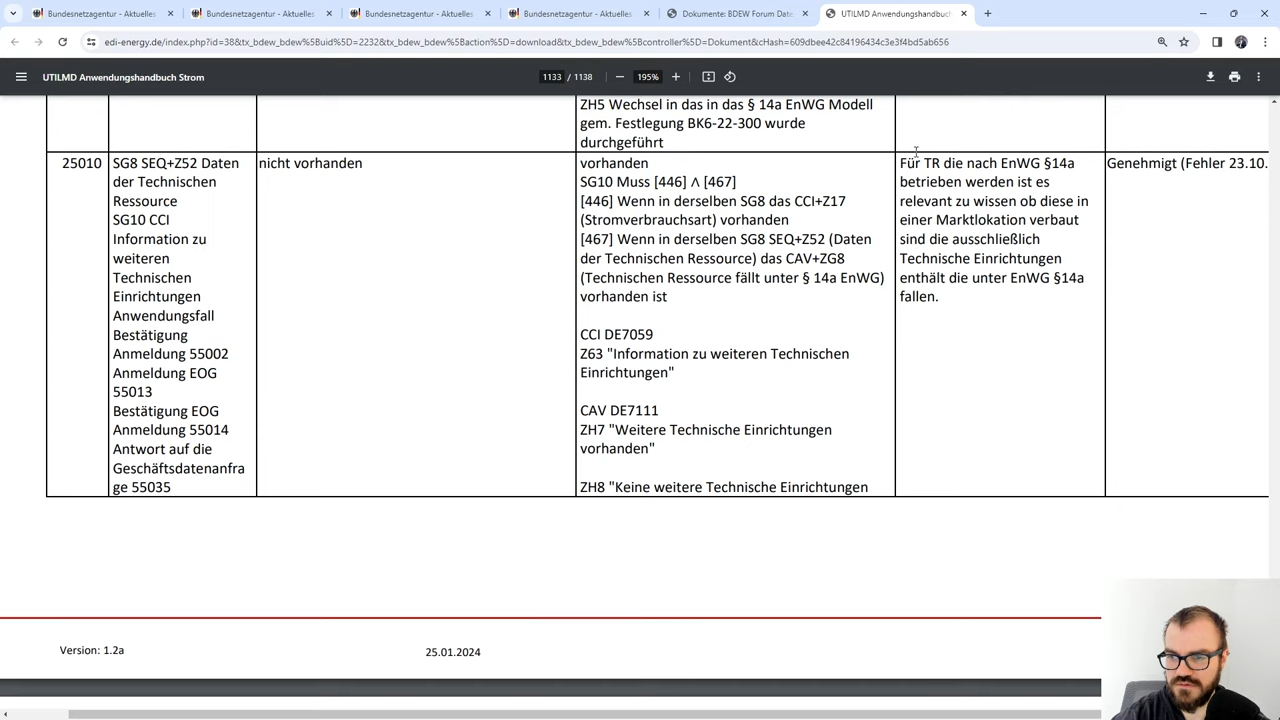 Bundesnetzagentur - Aktuelles
Bundesnetzagentur - Aktuelles
Bundesnetzagentur - Aktuelles
Bundesnetzagentur - Aktuelles
Dokumente: BDEW Forum Date
UTILMD Anwendungshandbuch
edi-energy.de/index.php?id=38&tx_bdew_bdew%5Buid%5D=2232&tx_bdew_bdew%5Baction%5D=download&tx_bdew_bdew%5Bcontroller%5D=Dokument&cHash=609dbee42c84196434c3e3f4bd5ab656
UTILMD Anwendungshandbuch Strom
1133 / 1138
195%
ZH5 Wechsel in das in das § 14a EnWG Modell
gem. Festlegung BK6-22-300 wurde
durchgeführt
25010
SG8 SEQ+Z52 Daten
der Technischen
Ressource
SG10 CCI
Information zu
weiteren
Technischen
Einrichtungen
Anwendungsfall
Bestätigung
Anmeldung 55002
Anmeldung EOG
55013
Bestätigung EOG
Anmeldung 55014
Antwort auf die
Geschäftsdatenanfra
ge 55035
nicht vorhanden
vorhanden
SG10 Muss [446] ∧ [467]
[446] Wenn in derselben SG8 das CCI+Z17
(Stromverbrauchsart) vorhanden
[467] Wenn in derselben SG8 SEQ+Z52 (Daten
der Technischen Ressource) das CAV+ZG8
(Technischen Ressource fällt unter § 14a EnWG)
vorhanden ist
CCI DE7059
Z63 "Information zu weiteren Technischen
Einrichtungen"
CAV DE7111
ZH7 "Weitere Technische Einrichtungen
vorhanden"
ZH8 "Keine weitere Technische Einrichtungen
Für TR die nach EnWG §14a
betrieben werden ist es
relevant zu wissen ob diese in
einer Marktlokation verbaut
sind die ausschließlich
Technische Einrichtungen
enthält die unter EnWG §14a
fallen.
Genehmigt (Fehler 23.10.
Version: 1.2a
25.01.2024